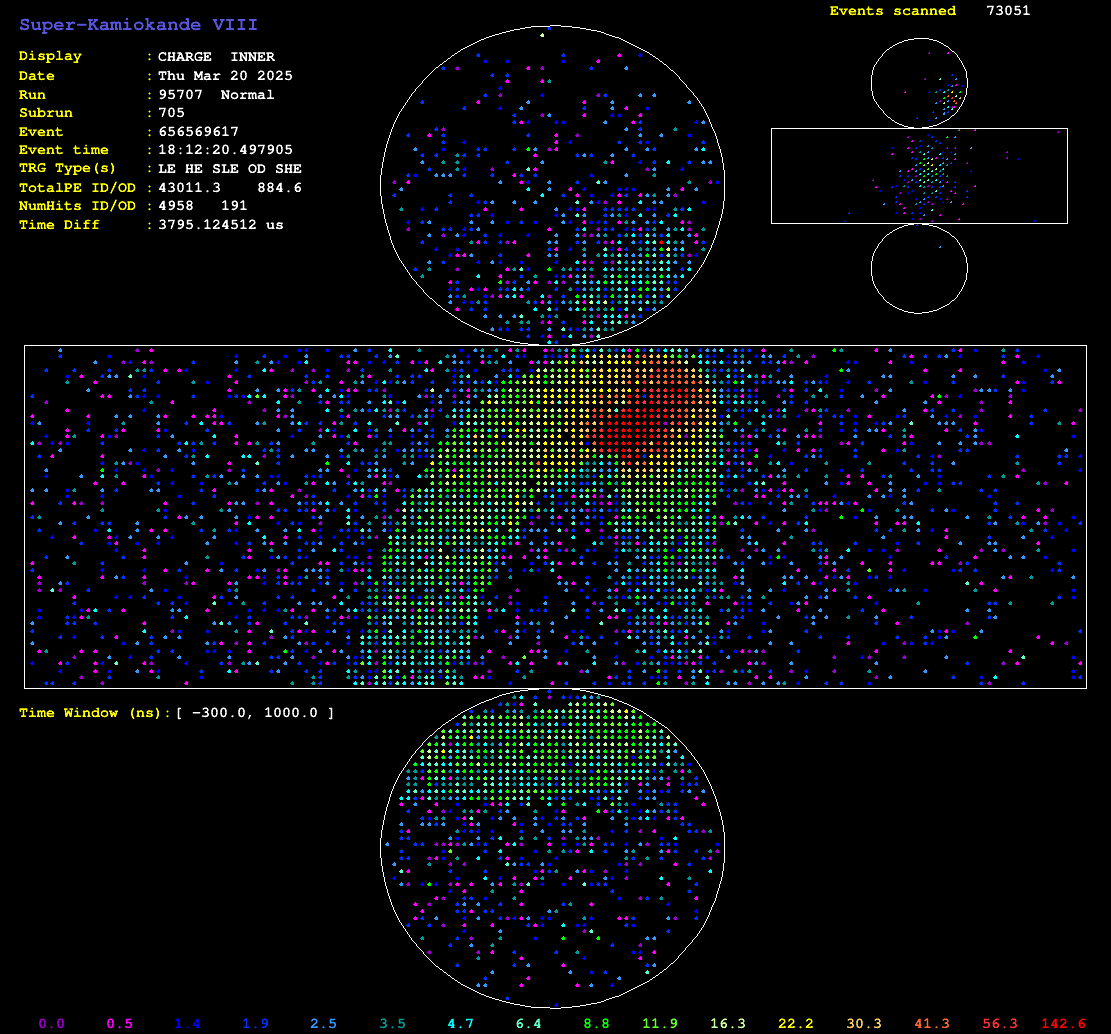 Super-Kamiokande VIII
Events scanned 73051
Display : CHARGE INNER
Date : Thu Mar 20 2025
Run : 95707 Normal
Subrun : 705
Event : 656569617
Event time : 18:12:20.497905
TRG Type(s) : LE HE SLE OD SHE
TotalPE ID/OD : 43011.3 884.6
NumHits ID/OD : 4958 191
Time Diff : 3795.124512 us
Time Window (ns):[ -300.0, 1000.0 ]
0.0 0.5 1.4 1.9 2.5 3.5 4.7 6.4 8.8 11.9 16.3 22.2 30.3 41.3 56.3 142.6